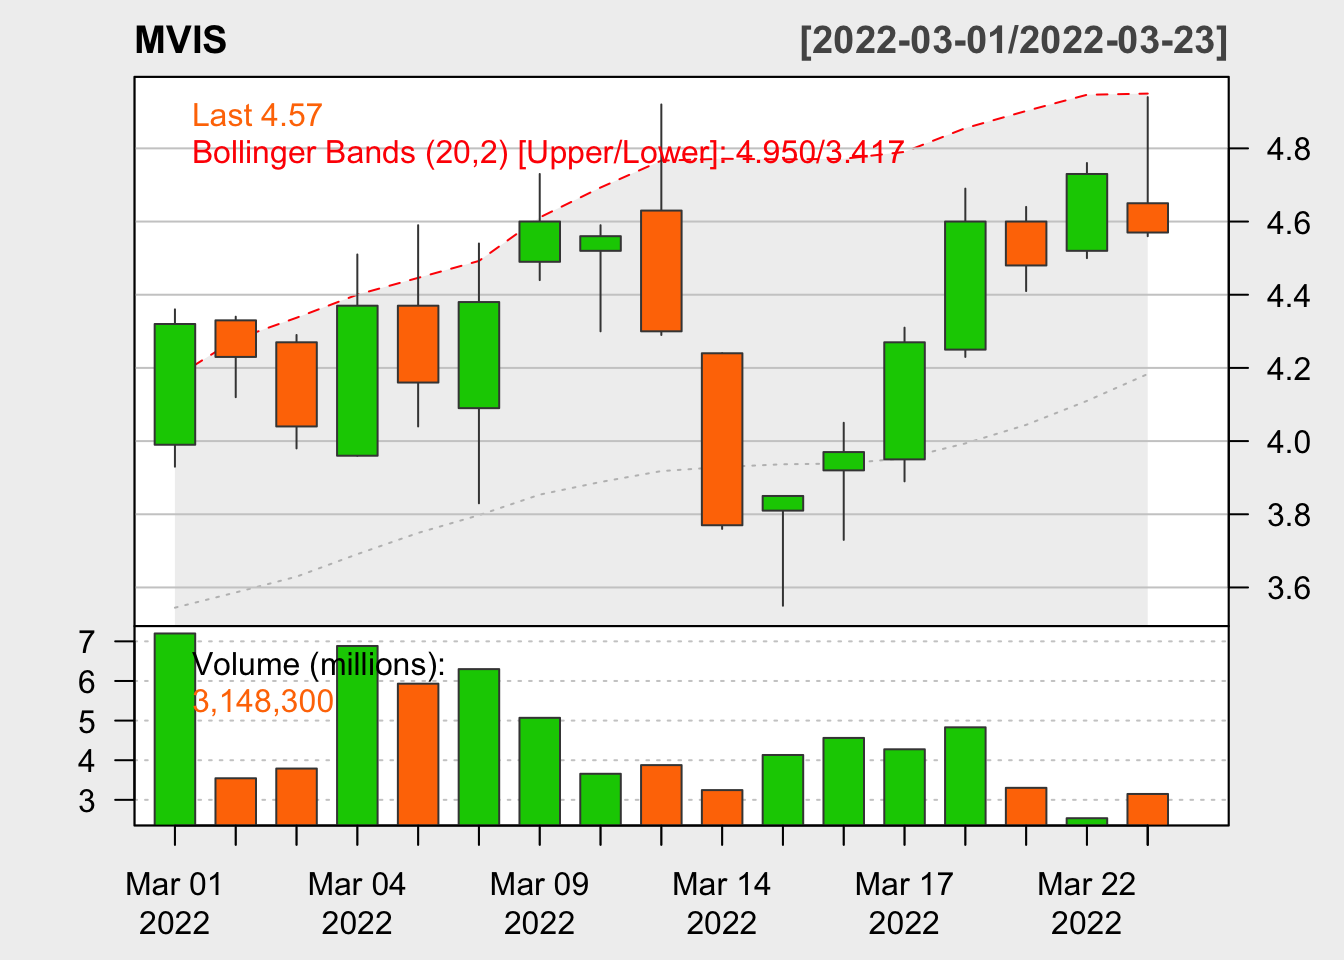 MVIS [2022-03-01/2022-03-23]
Last 4.57
Bollinger Bands (20,2) [Upper/Lower]: 4.950/3.417
4.8
4.6
4.4
4.2
4.0
3.8
3.6
Volume (millions):
3,148,300
7
6
5
4
3
Mar 01 Mar 04 Mar 09 Mar 14 Mar 17 Mar 22
2022 2022 2022 2022 2022 2022